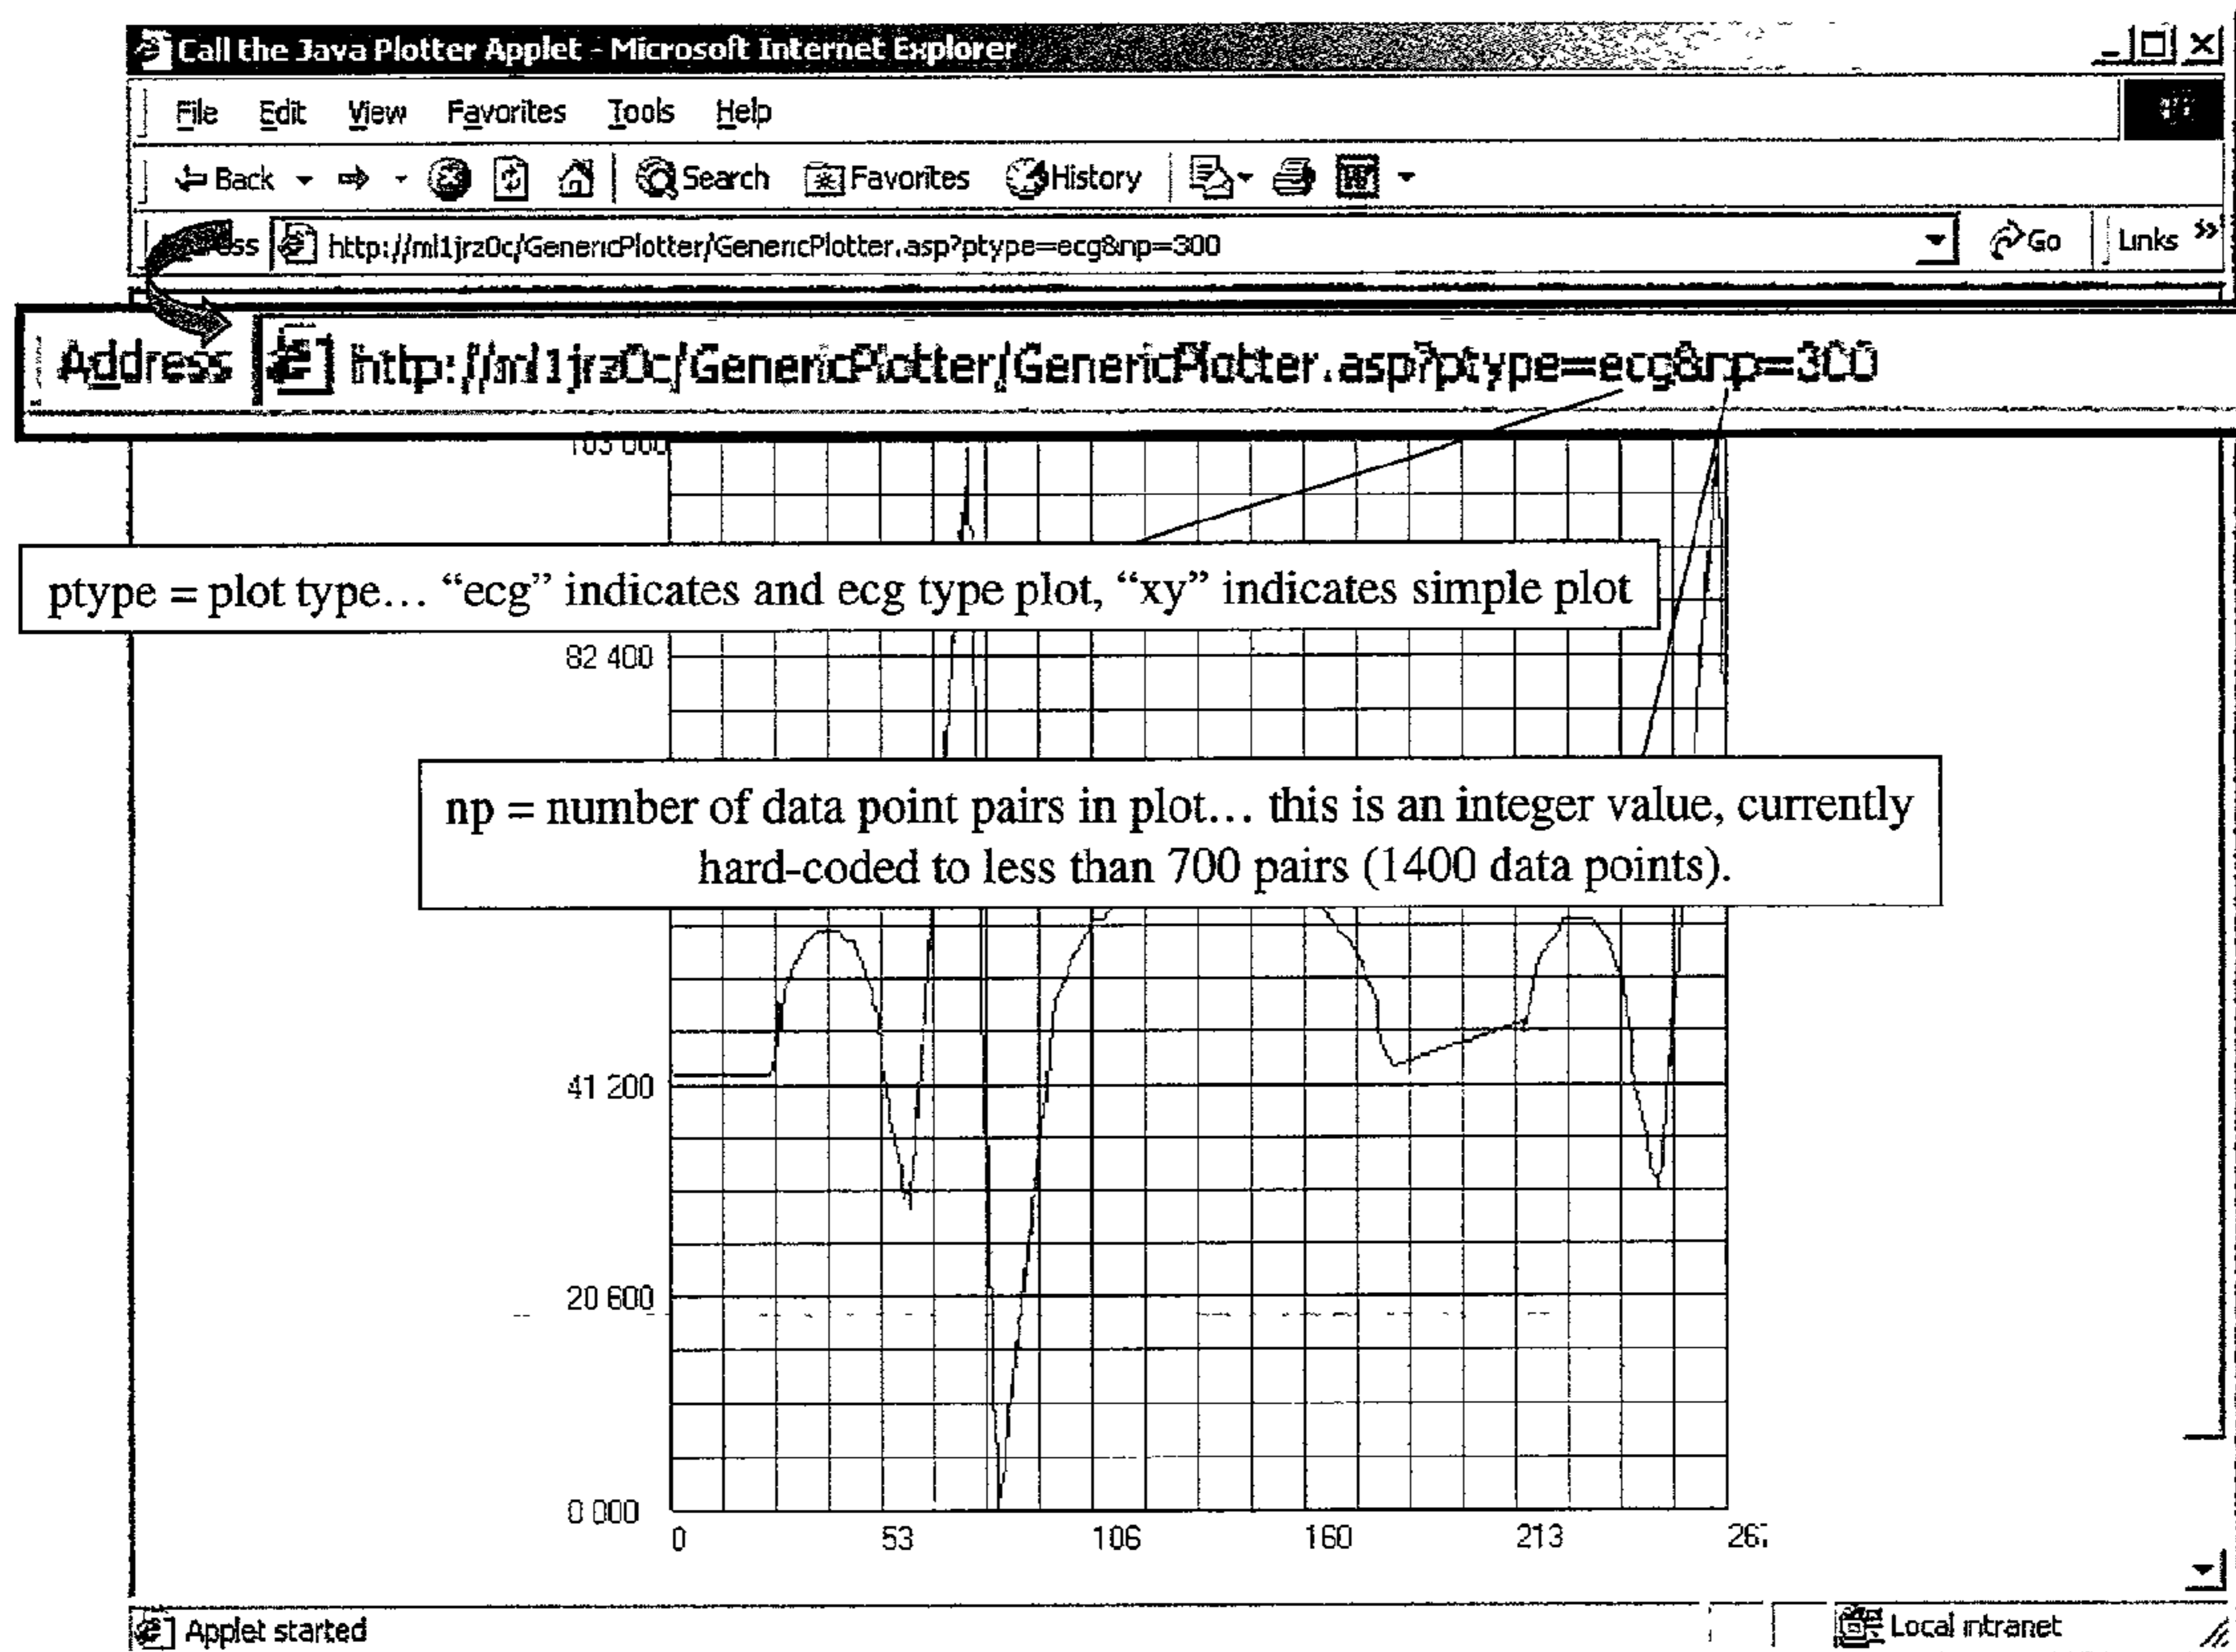 Call the Java Plotter Applet - Microsoft Internet Explorer
File Edit View Favorites Tools Help
Back Search Favorites History
http://ml1jrz0c/GenericPlotter/GenericPlotter.asp?ptype=ecg&np=300 Go Links »
Address http://ml1jrz0c/GenericPlotter/GenericPlotter.asp?ptype=ecg&np=300
ptype = plot type... “ecg” indicates and ecg type plot, “xy” indicates simple plot
82 400
np = number of data point pairs in plot... this is an integer value, currently
hard-coded to less than 700 pairs (1400 data points).
41 200
20 600
0 000
0 53 106 160 213
Applet started Local intranet